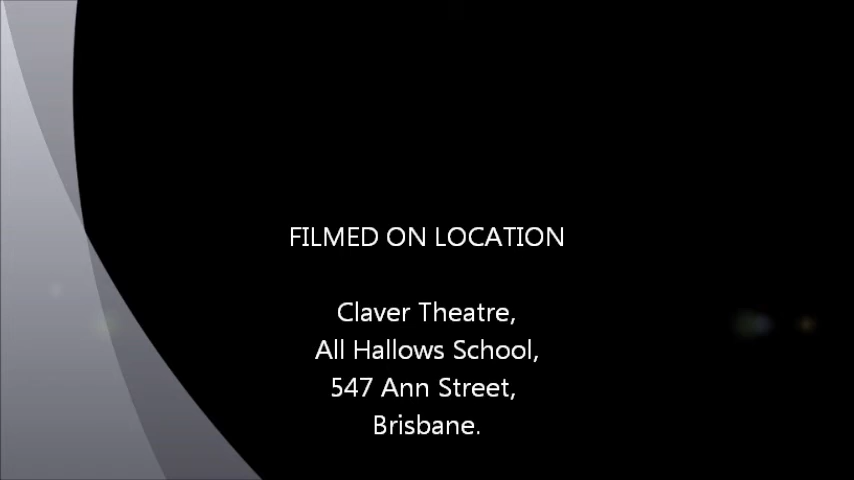 FILMED ON LOCATION
Claver Theatre,
All Hallows School,
547 Ann Street,
Brisbane.